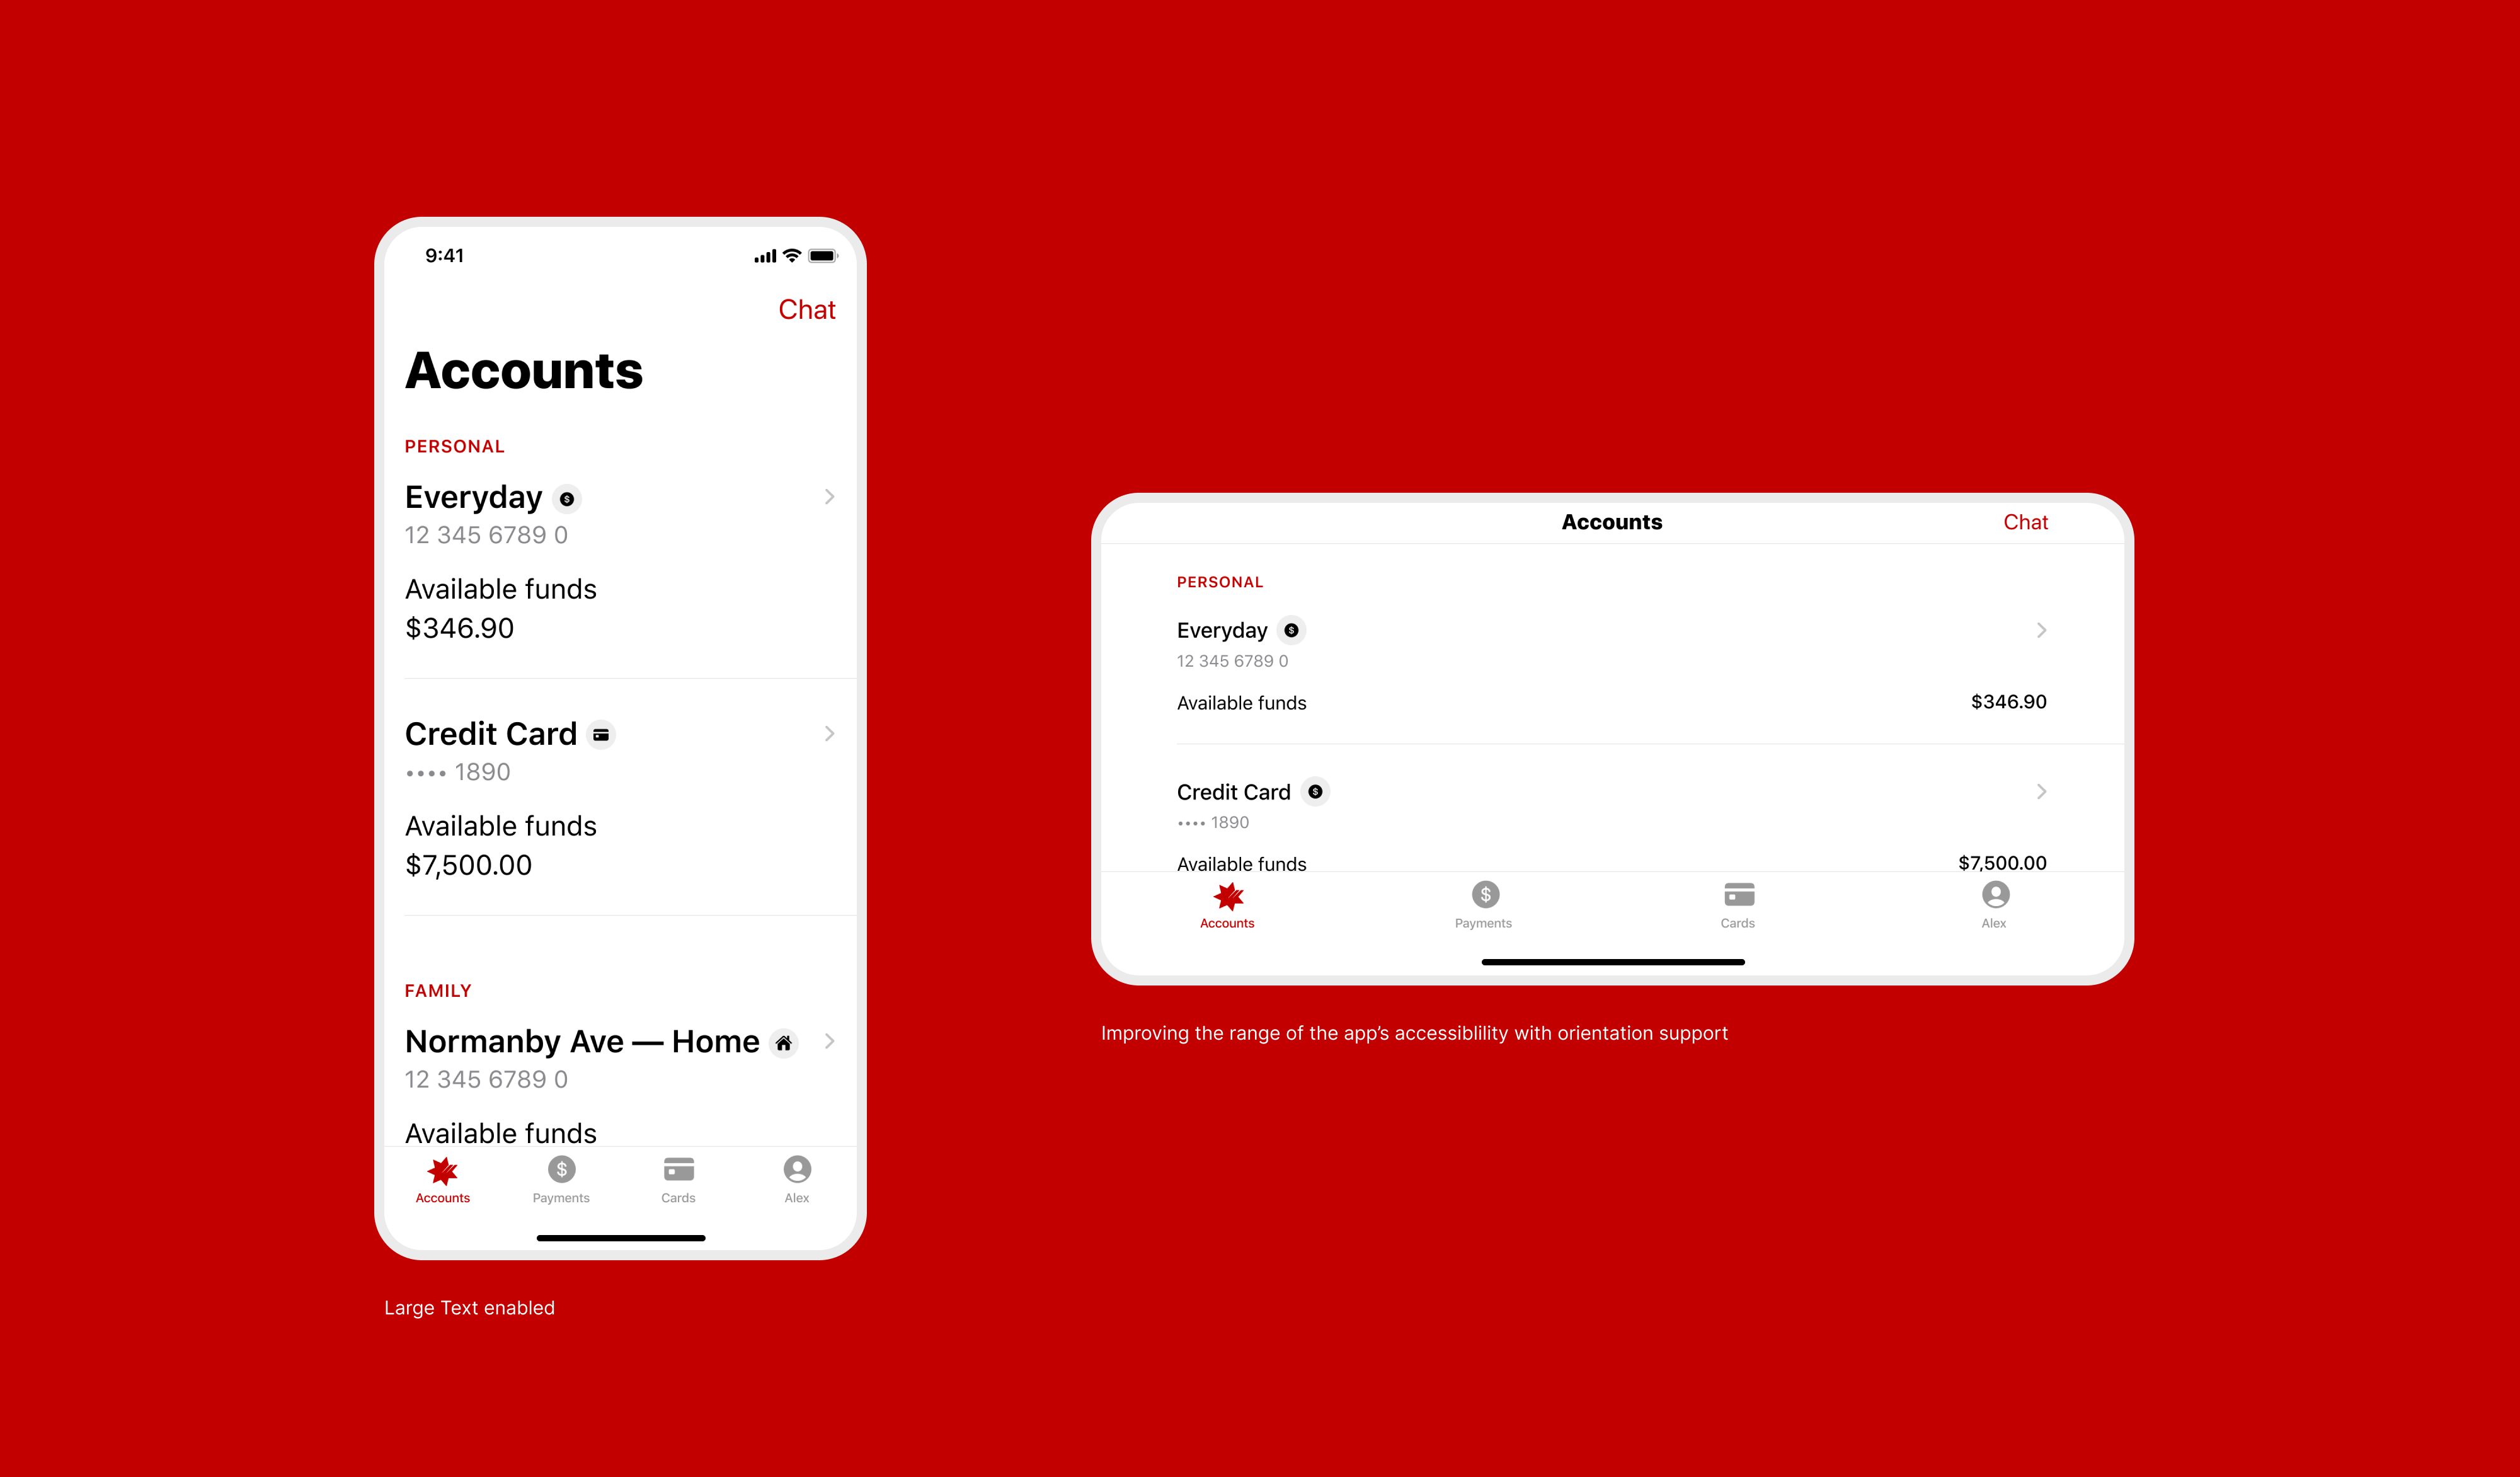 9:41
Chat
Accounts
PERSONAL
Everyday
12 345 6789 0
Available funds
$346.90
Credit Card
•••• 1890
Available funds
$7,500.00
FAMILY
Normanby Ave — Home
12 345 6789 0
Available funds
Accounts Payments Cards Alex
Large Text enabled
Accounts Chat
PERSONAL
Everyday
12 345 6789 0
Available funds $346.90
Credit Card
•••• 1890
Available funds $7,500.00
Accounts Payments Cards Alex
Improving the range of the app’s accessiblility with orientation support